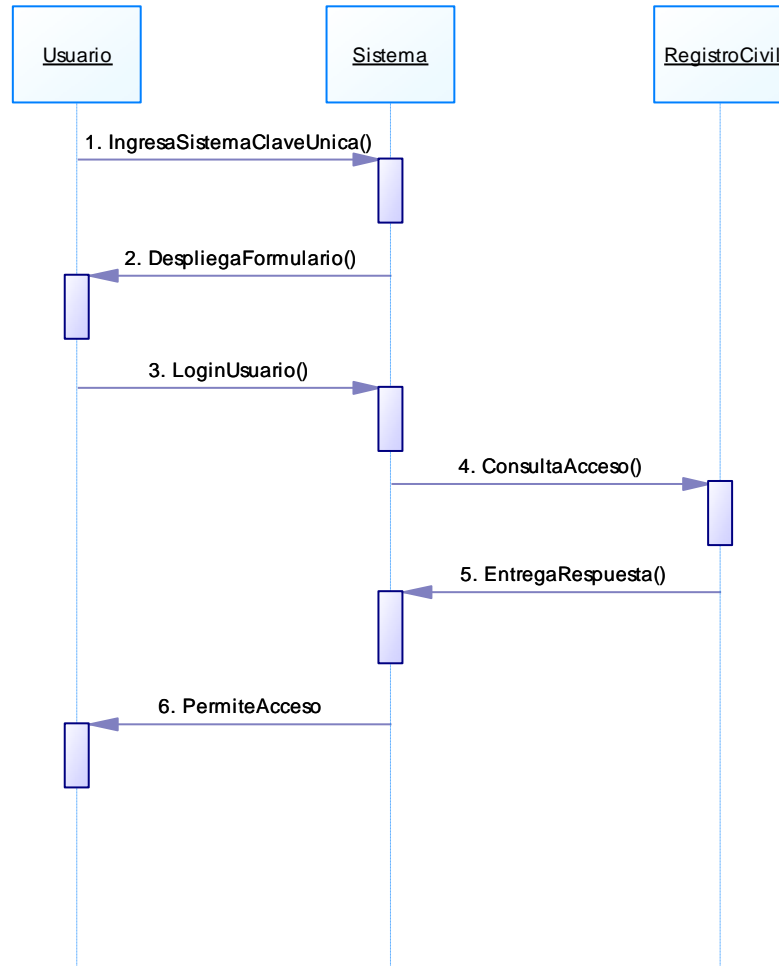 Usuario
Sistema
RegistroCivil
1. IngresaSistemaClaveUnica()
2. DespliegaFormulario()
3. LoginUsuario()
4. ConsultaAcceso()
5. EntregaRespuesta()
6. PermiteAcceso